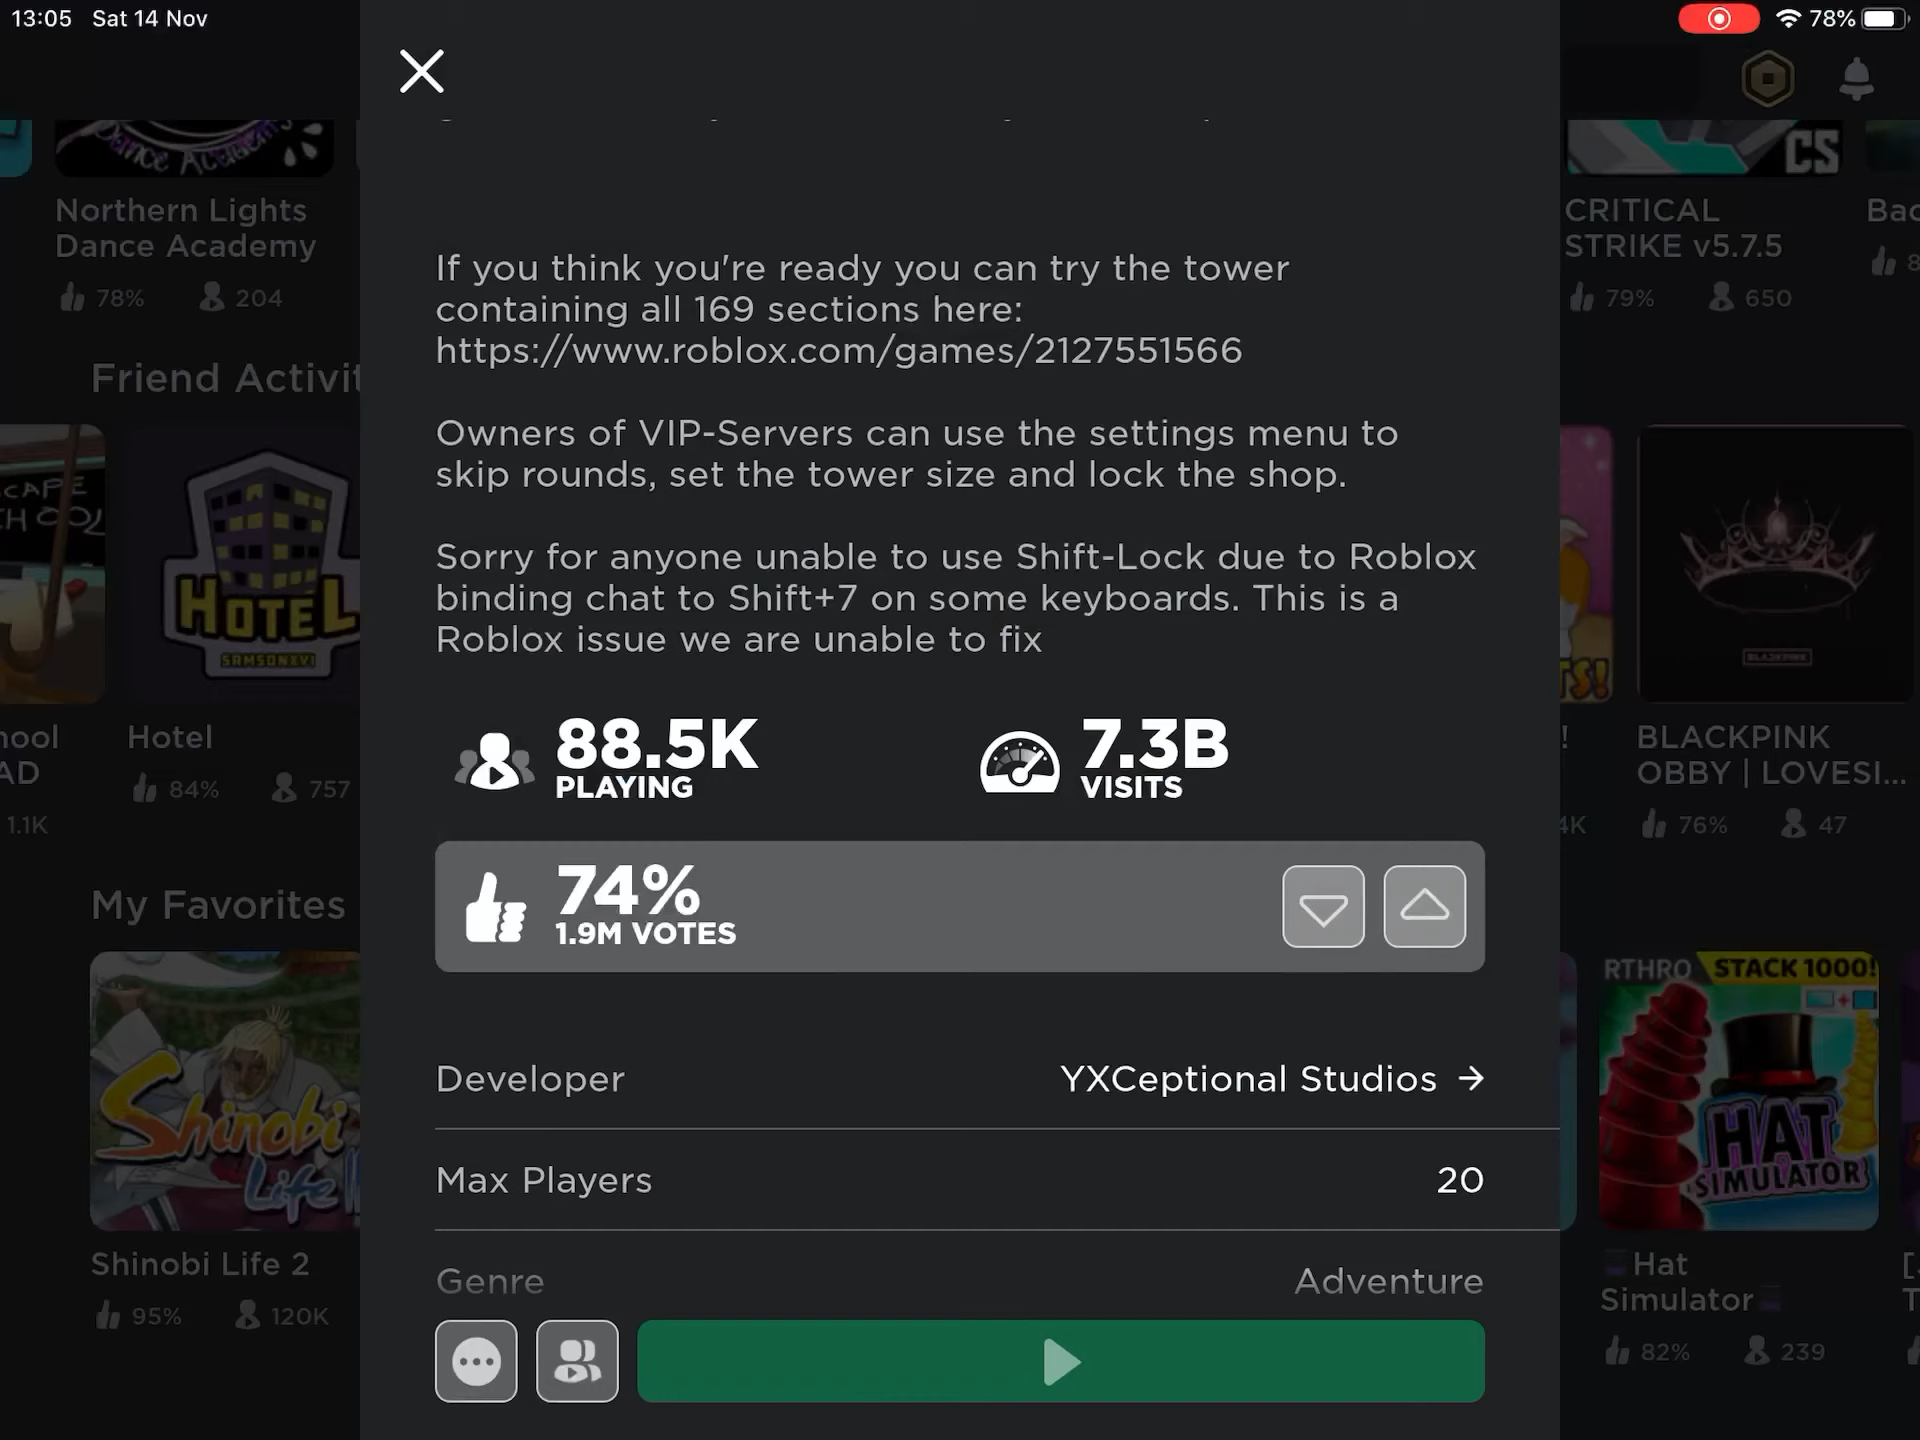 13:05 Sat 14 Nov
78%
Dance Academy
CS
Northern Lights
Dance Academy
78% 204
CRITICAL
STRIKE v5.7.5
79% 650
If you think you're ready you can try the tower
containing all 169 sections here:
https://www.roblox.com/games/2127551566
Owners of VIP-Servers can use the settings menu to
skip rounds, set the tower size and lock the shop.
Sorry for anyone unable to use Shift-Lock due to Roblox
binding chat to Shift+7 on some keyboards. This is a
Roblox issue we are unable to fix
88.5K
PLAYING
7.3B
VISITS
74%
1.9M VOTES
Developer YXCeptional Studios →
Max Players 20
Genre Adventure
Friend Activit
HOTEL
SAMSONXVI
Hotel
84% 757
1.1K
BLACKPINK
BLACKPINK
OBBY | LOVESI...
76% 47
My Favorites
Shinobi
Life
Shinobi Life 2
95% 120K
RTHRO STACK 1000!
HAT
SIMULATOR
Hat
Simulator
82% 239